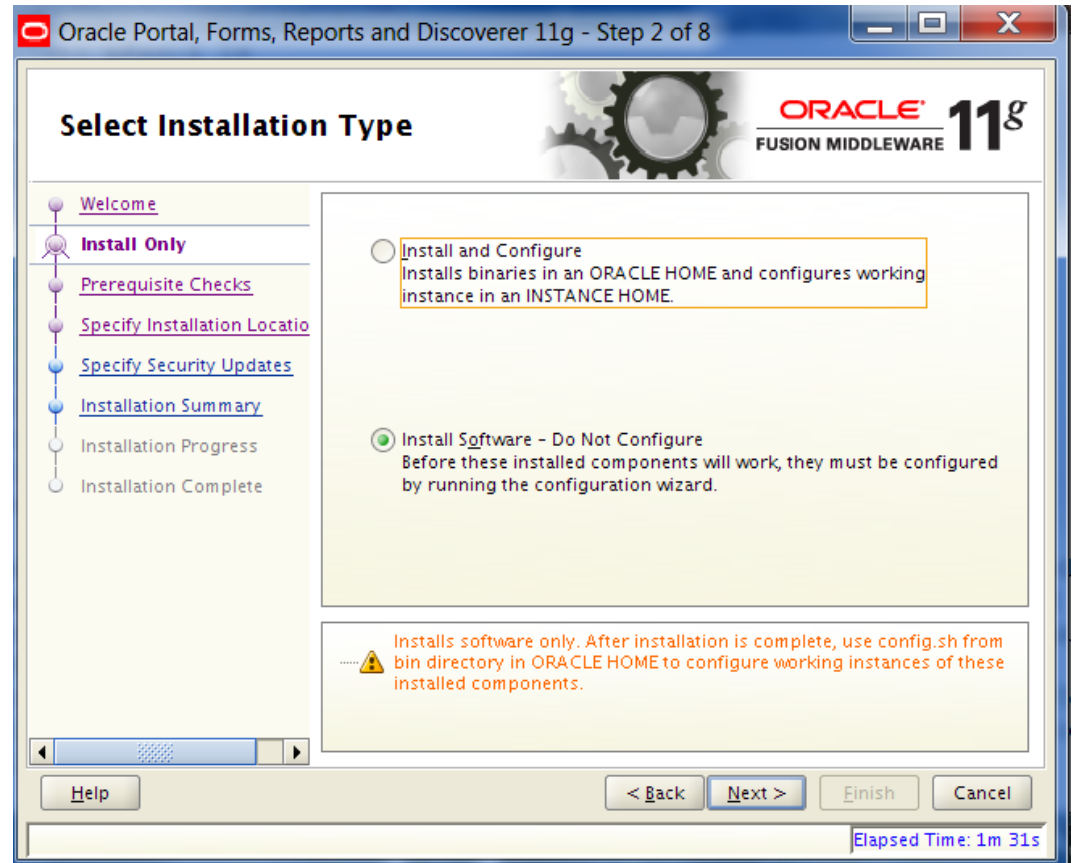 Oracle Portal, Forms, Reports and Discoverer 11g - Step 2 of 8
Select Installation Type
ORACLE
FUSION MIDDLEWARE
11g
Welcome
Install Only
Prerequisite Checks
Specify Installation Locatio
Specify Security Updates
Installation Summary
Installation Progress
Installation Complete
Install and Configure
Installs binaries in an ORACLE HOME and configures working
instance in an INSTANCE HOME.
Install Software - Do Not Configure
Before these installed components will work, they must be configured
by running the configuration wizard.
Installs software only. After installation is complete, use config.sh from
bin directory in ORACLE HOME to configure working instances of these
installed components.
Help
< Back
Next >
Finish
Cancel
Elapsed Time: 1m 31s